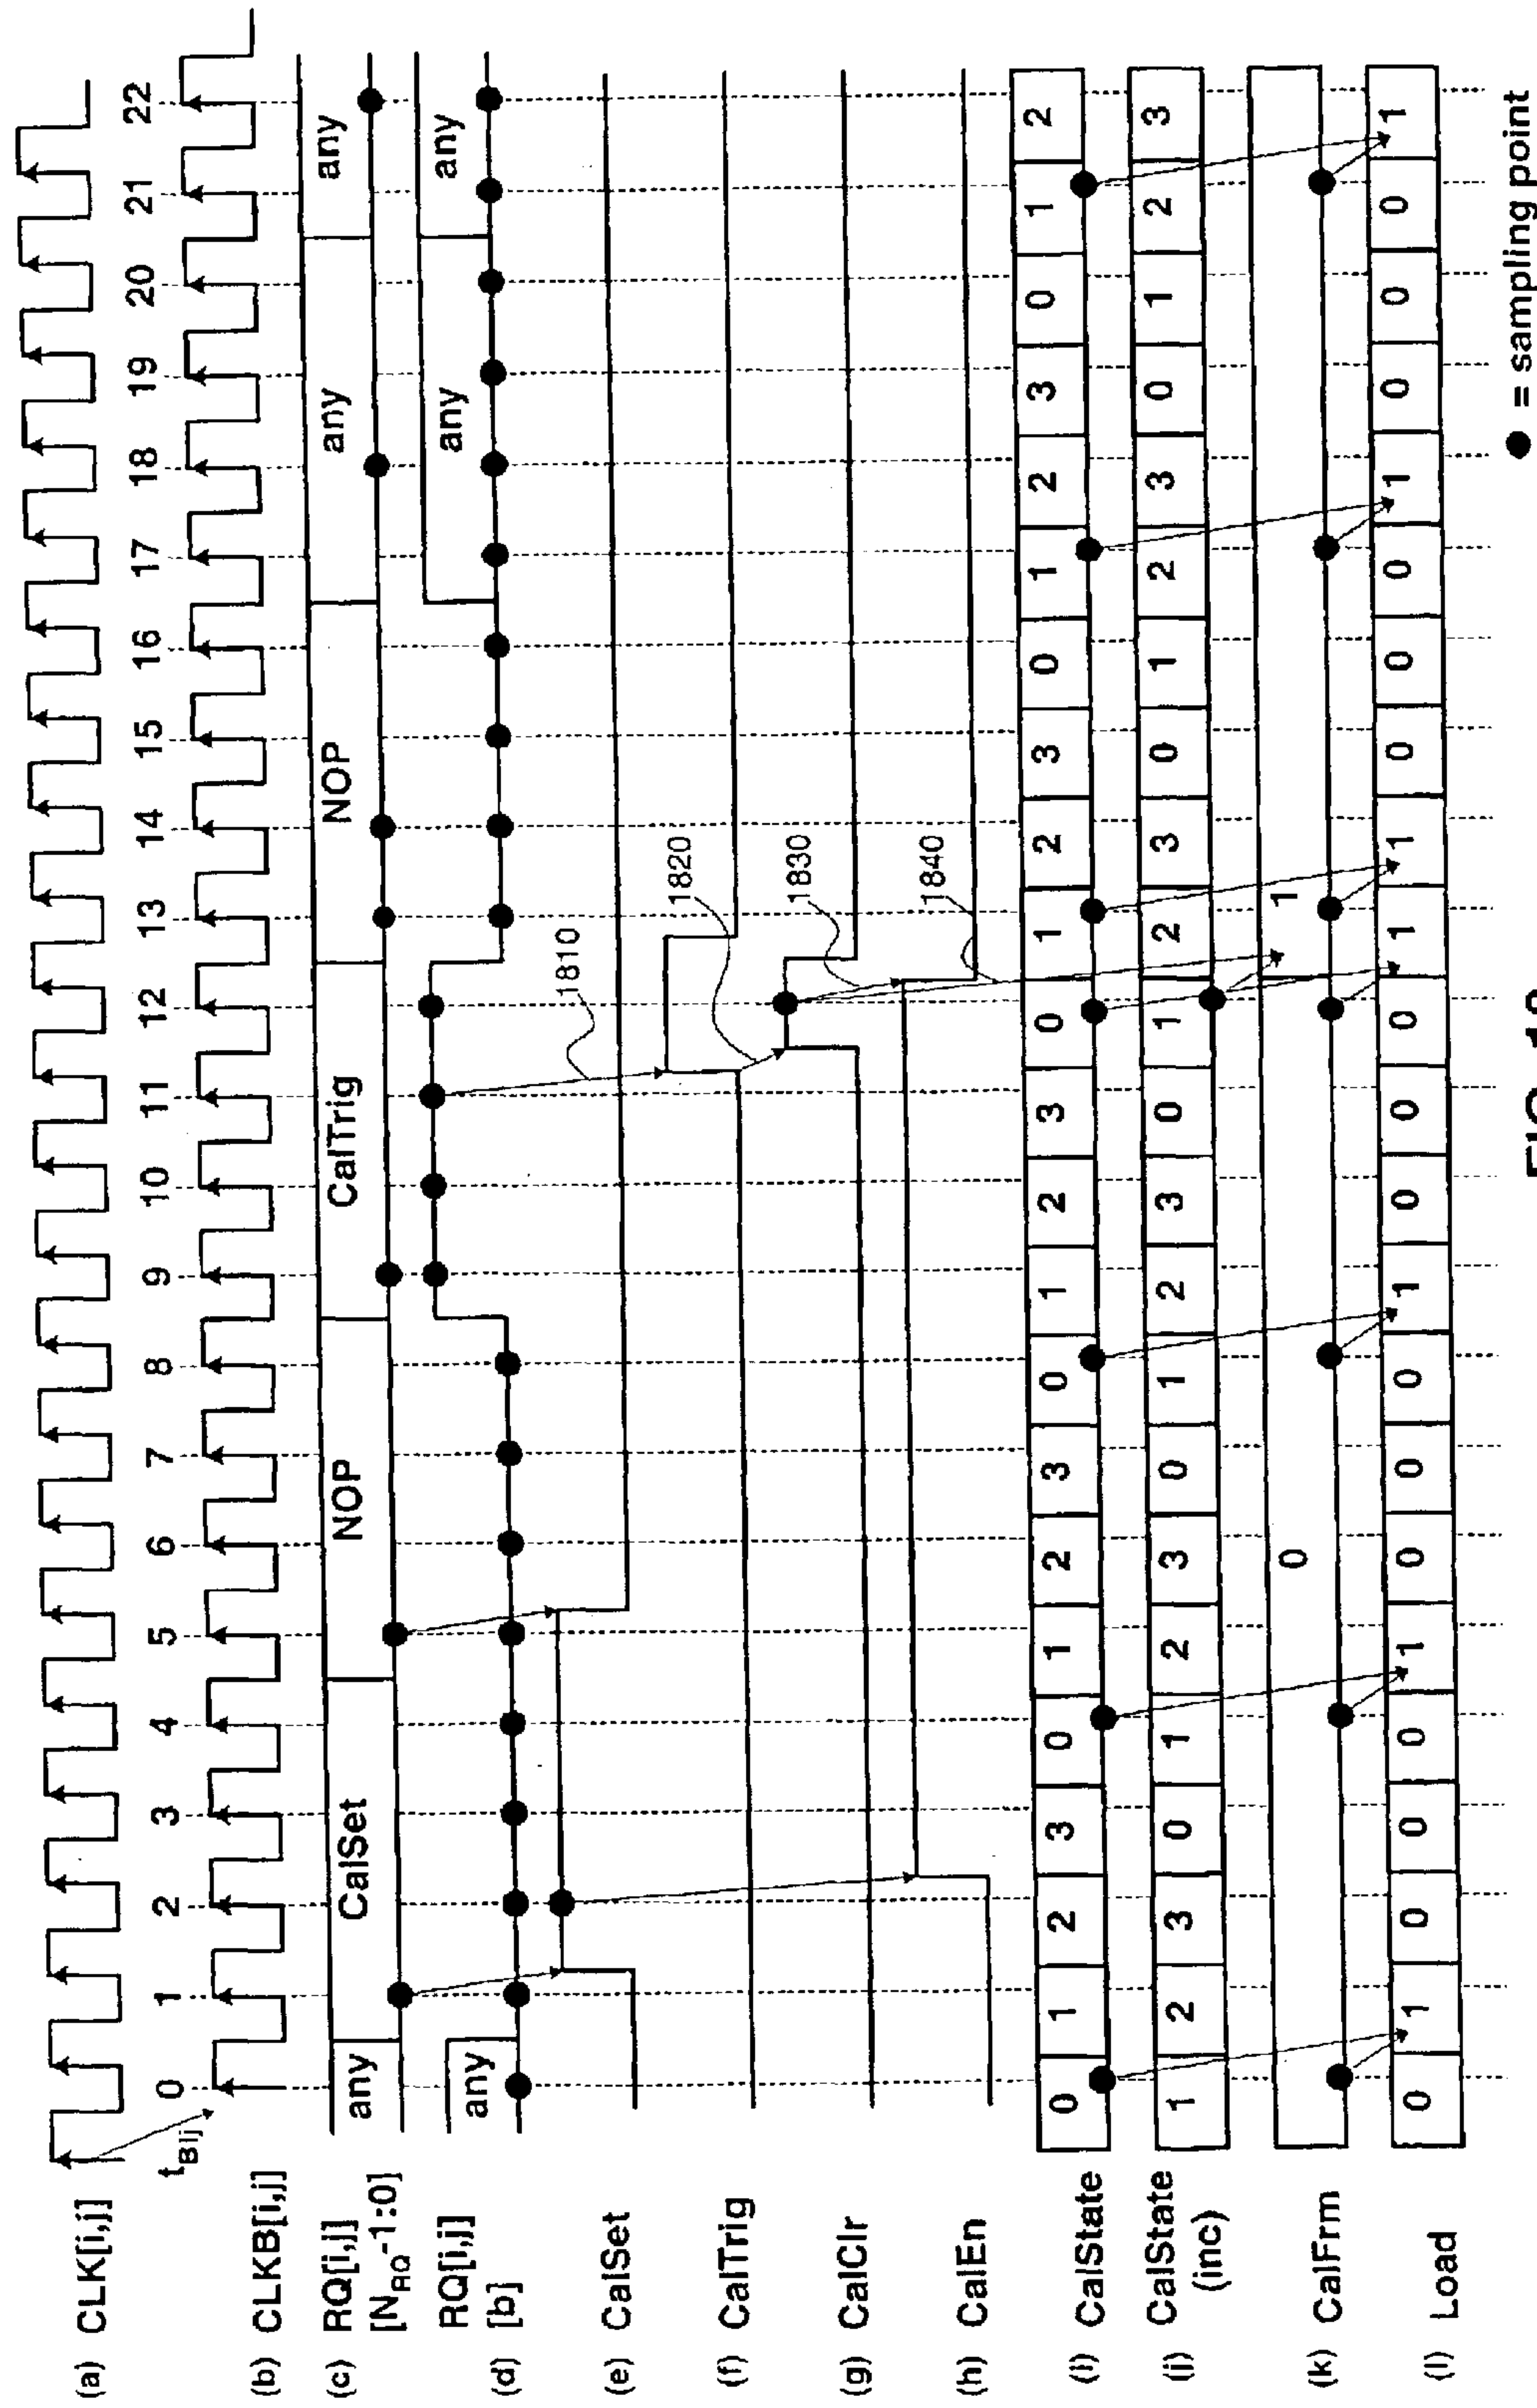 (a) CLK[i,j]
tBij
0 1 2 3 4 5 6 7 8 9 10 11 12 13 14 15 16 17 18 19 20 21 22
(b) CLKB[i,j]
(c) RQ[i,j] any CalSet NOP CalTrig NOP any any
[NRQ-1:0]
(d) RQ[i,j] any any any
[b]
(e) CalSet 1810
(f) CalTrig 1820
(g) CalClr 1830
(h) CalEn 1840
(i) CalState 0 1 2 3 0 1 2 3 0 1 2 3 0 1 2 3 0 1 2 3 0 1 2
(j) CalState 1 2 3 0 1 2 3 0 1 2 3 0 1 2 3 0 1 2 3 0 1 2 3
(inc)
(k) CalFrm 0 1
(l) Load 0 1 0 0 0 1 0 0 0 1 0 0 0 1 1 0 0 0 1 0 0 0 1
● = sampling point